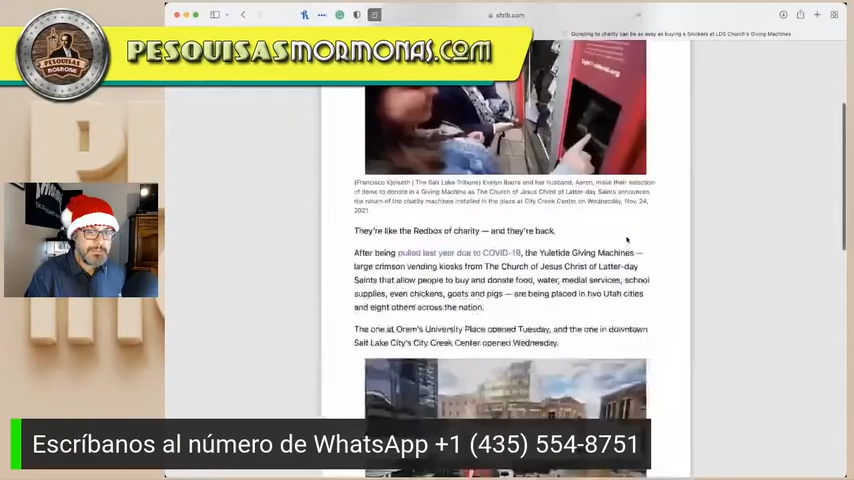 PESQUISASMORMONAS.COM
PESQUISAS
MORMONAS
sltrib.com
Donating to charity can be as easy as buying a Snickers at LDS Church's Giving Machines
(Francisco Kjolseth | The Salt Lake Tribune) Evelyn Ibarra and her husband, Aaron, make their selection
of items to donate in a Giving Machine as The Church of Jesus Christ of Latter-day Saints announces
the return of the charity machines installed in the plaza at City Creek Center on Wednesday, Nov. 24,
2021.
They're like the Redbox of charity — and they're back.
After being pulled last year due to COVID-19, the Yuletide Giving Machines —
large crimson vending kiosks from The Church of Jesus Christ of Latter-day
Saints that allow people to buy and donate food, water, medial services, school
supplies, even chickens, goats and pigs — are being placed in two Utah cities
and eight others across the nation.
The one at Orem's University Place opened Tuesday, and the one in downtown
Salt Lake City's City Creek Center opened Wednesday.
Escríbanos al número de WhatsApp +1 (435) 554-8751